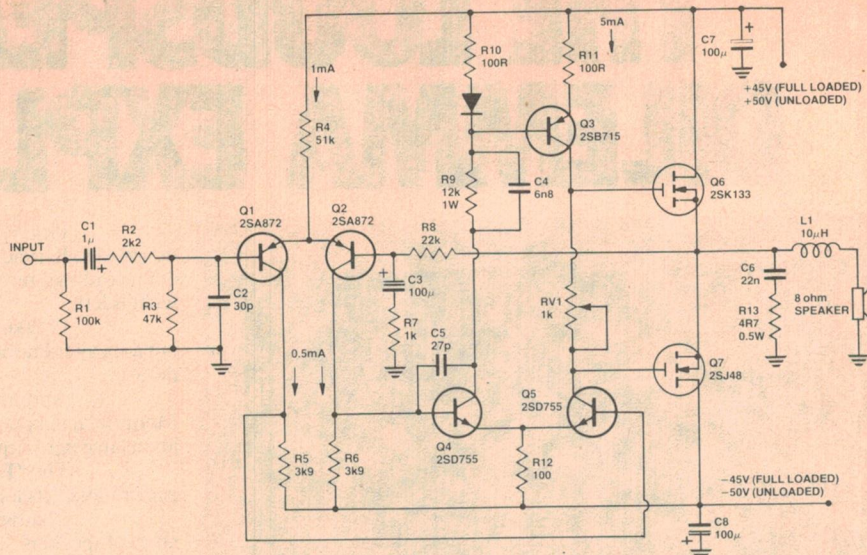 R10
100R
5mA
R11
100R
C7
100μ
+
1mA
+45V (FULL LOADED)
+50V (UNLOADED)
R4
51k
Q3
2SB715
R9
12k
1W
C4
6n8
Q6
2SK133
Q1
2SA872
Q2
2SA872
C1
1μ
R2
2k2
R8
22k
L1
10μH
INPUT
+
+
C3
100μ
C6
22n
R1
100k
R3
47k
C2
30p
R7
1k
RV1
1k
R13
4R7
0.5W
8 ohm
SPEAKER
0.5mA
C5
27p
Q7
2SJ48
Q5
2SD755
Q4
2SD755
R5
3k9
R6
3k9
R12
100
−45V (FULL LOADED)
−50V (UNLOADED)
C8
100μ
+